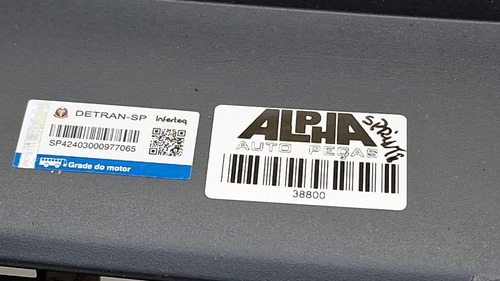 DETRAN-SP
Interteq
SP42403000977065
Grade do motor
ALPHA
AUTO PEÇAS
38800